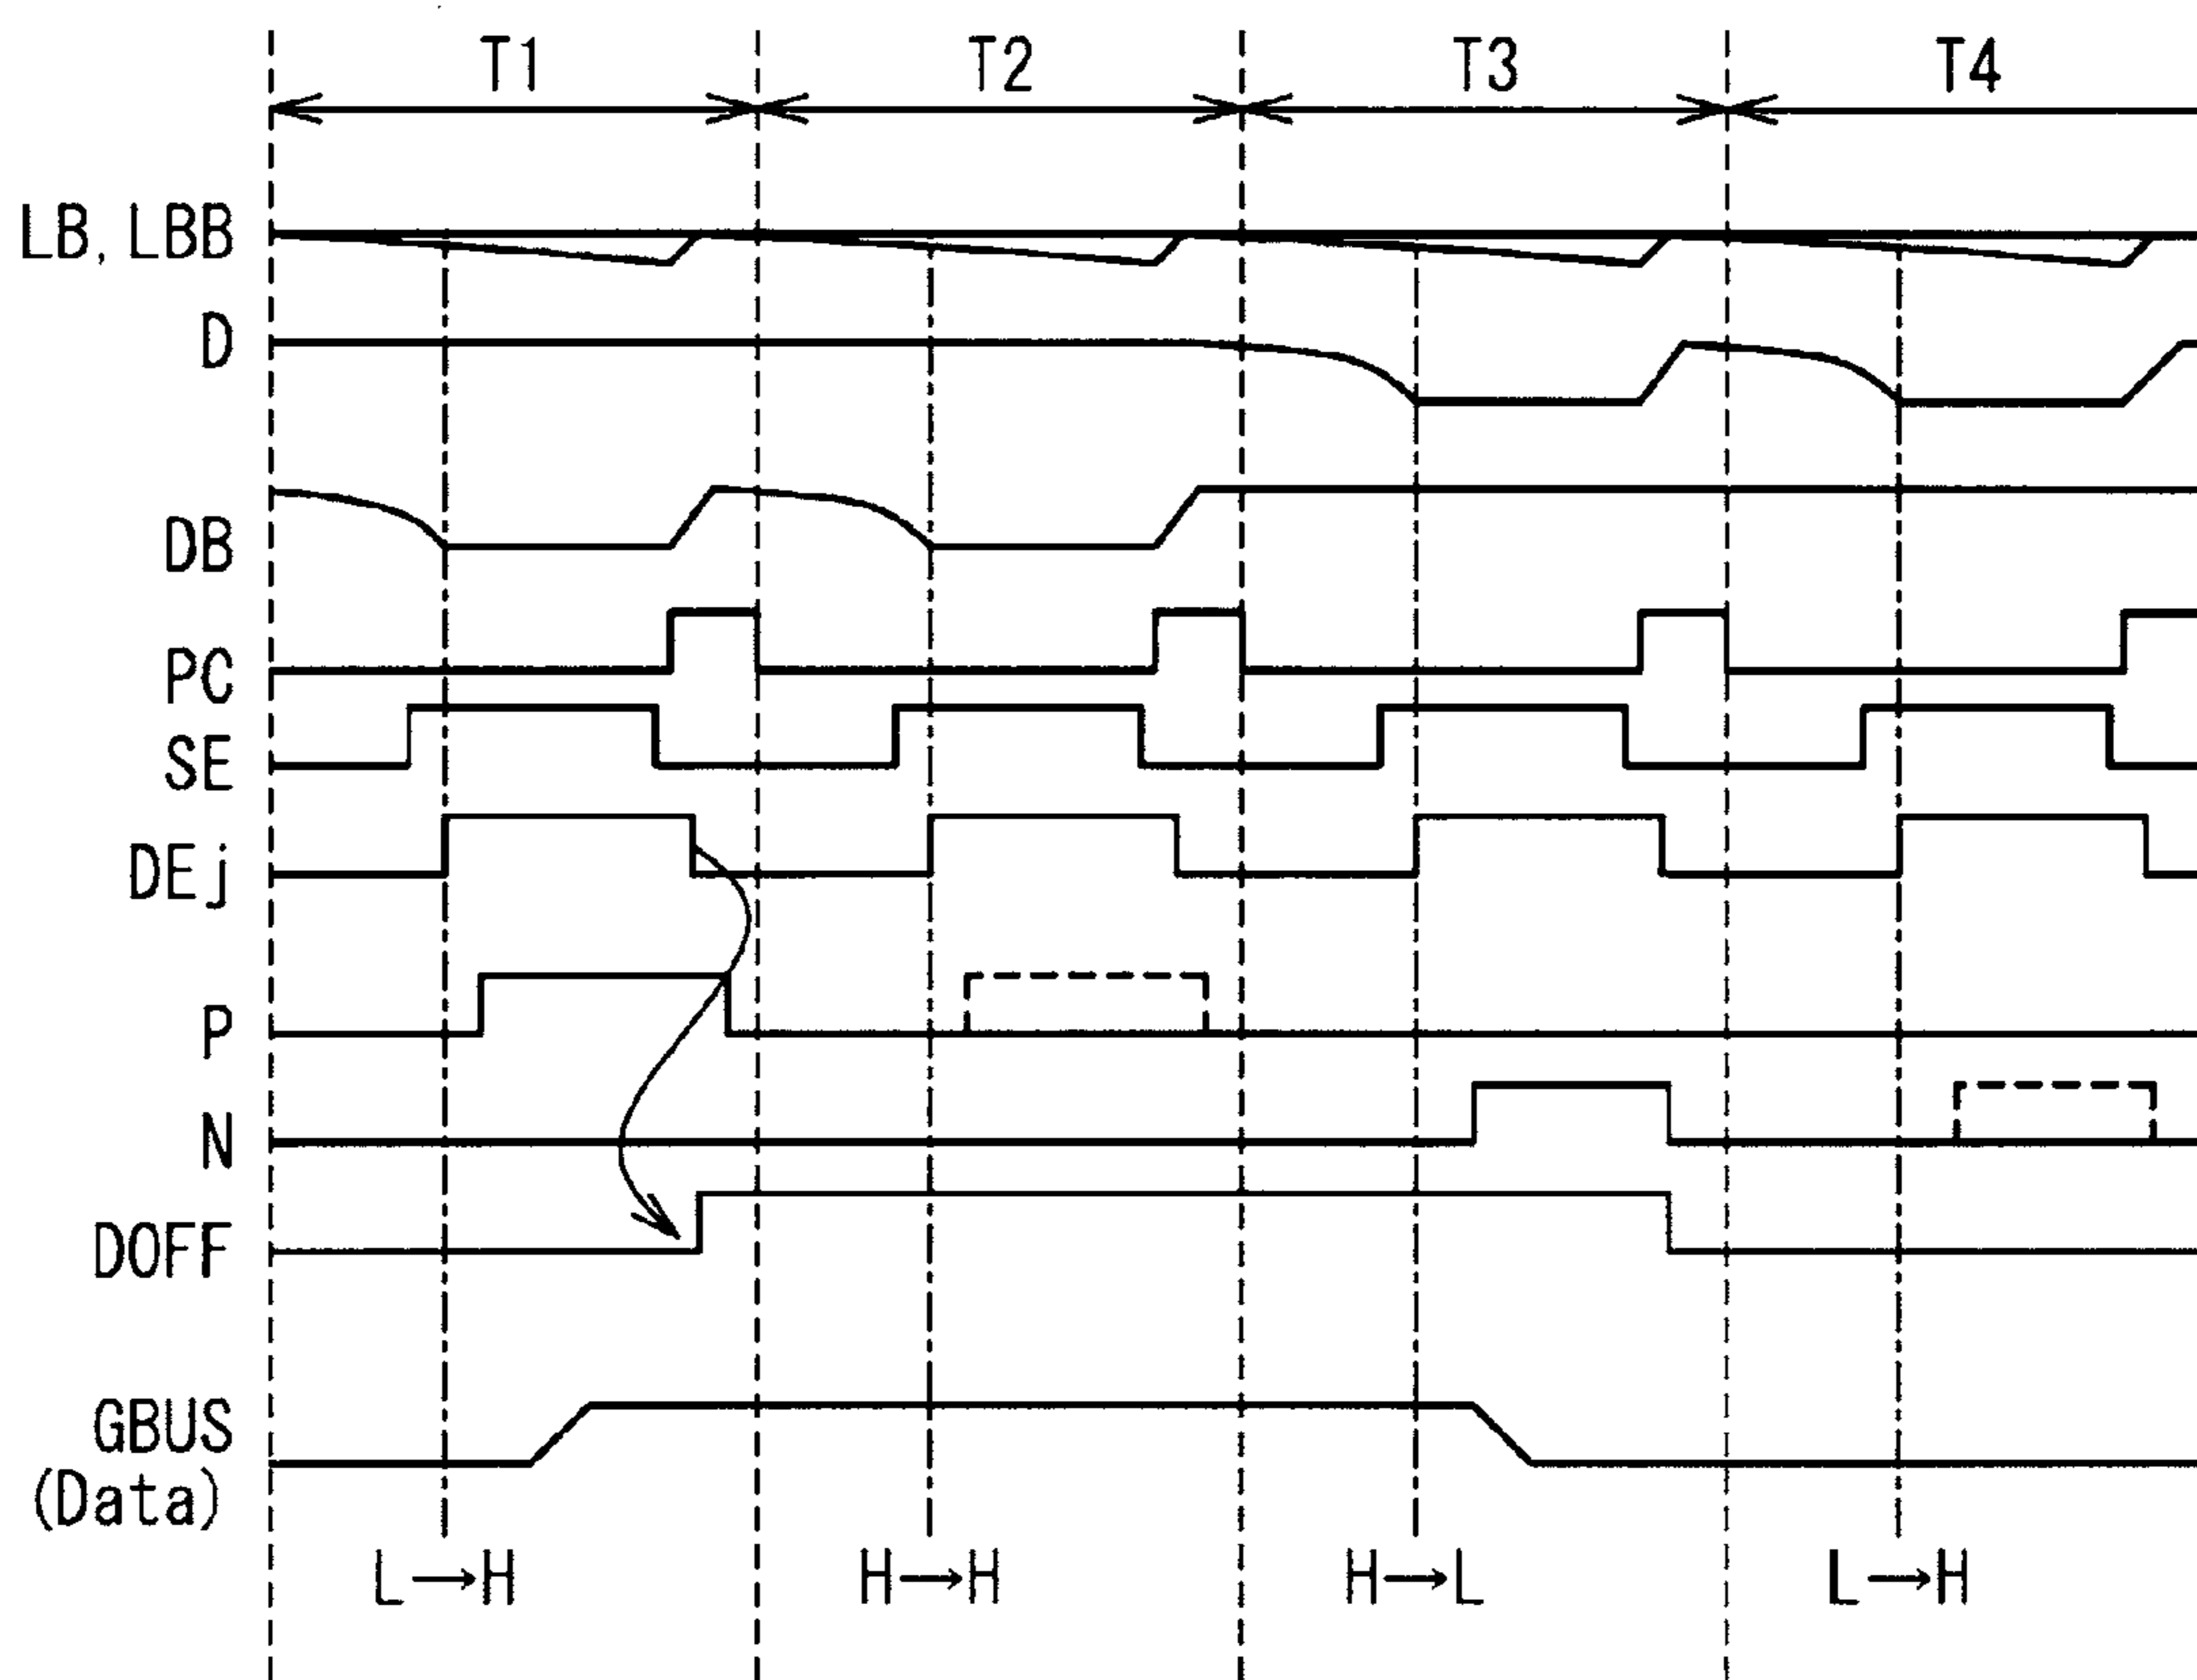 T1 T2 T3 T4
LB, LBB
D
DB
PC
SE
DEj
P
N
DOFF
GBUS
(Data)
L→H H→H H→L L→H